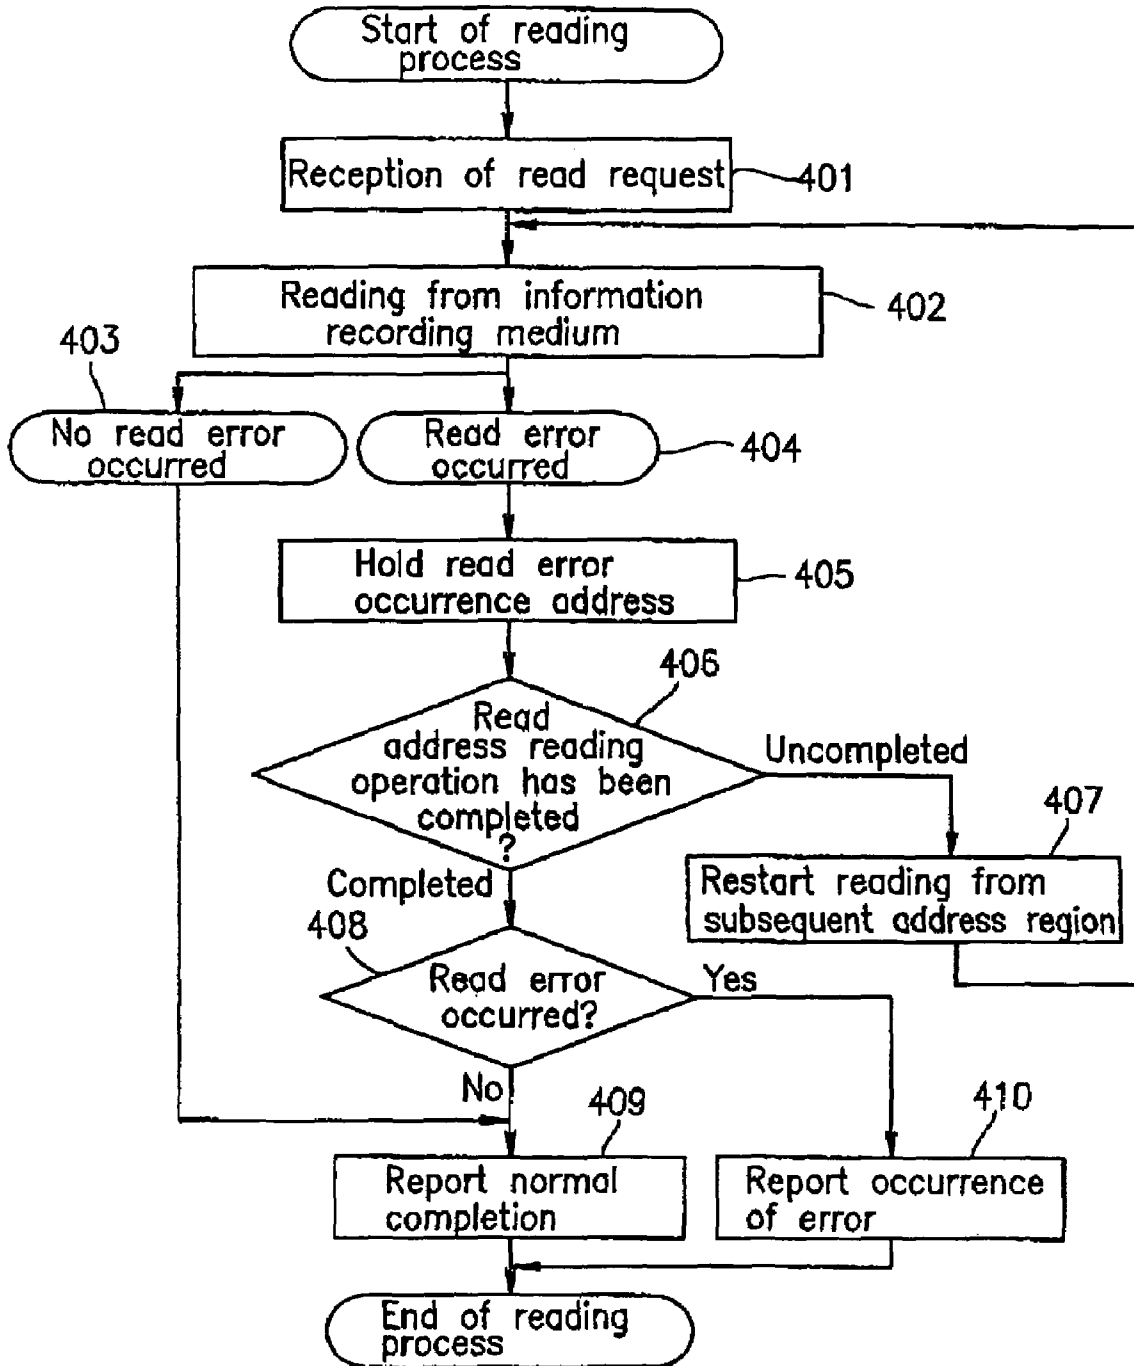 Start of reading
process
Reception of read request
401
Reading from information
recording medium
402
403
No read error
occurred
Read error
occurred
404
Hold read error
occurrence address
405
406
Read
address reading
operation has been
completed
?
Uncompleted
407
Restart reading from
subsequent address region
Completed
408
Read error
occurred?
Yes
No
409
Report normal
completion
410
Report occurrence
of error
End of reading
process